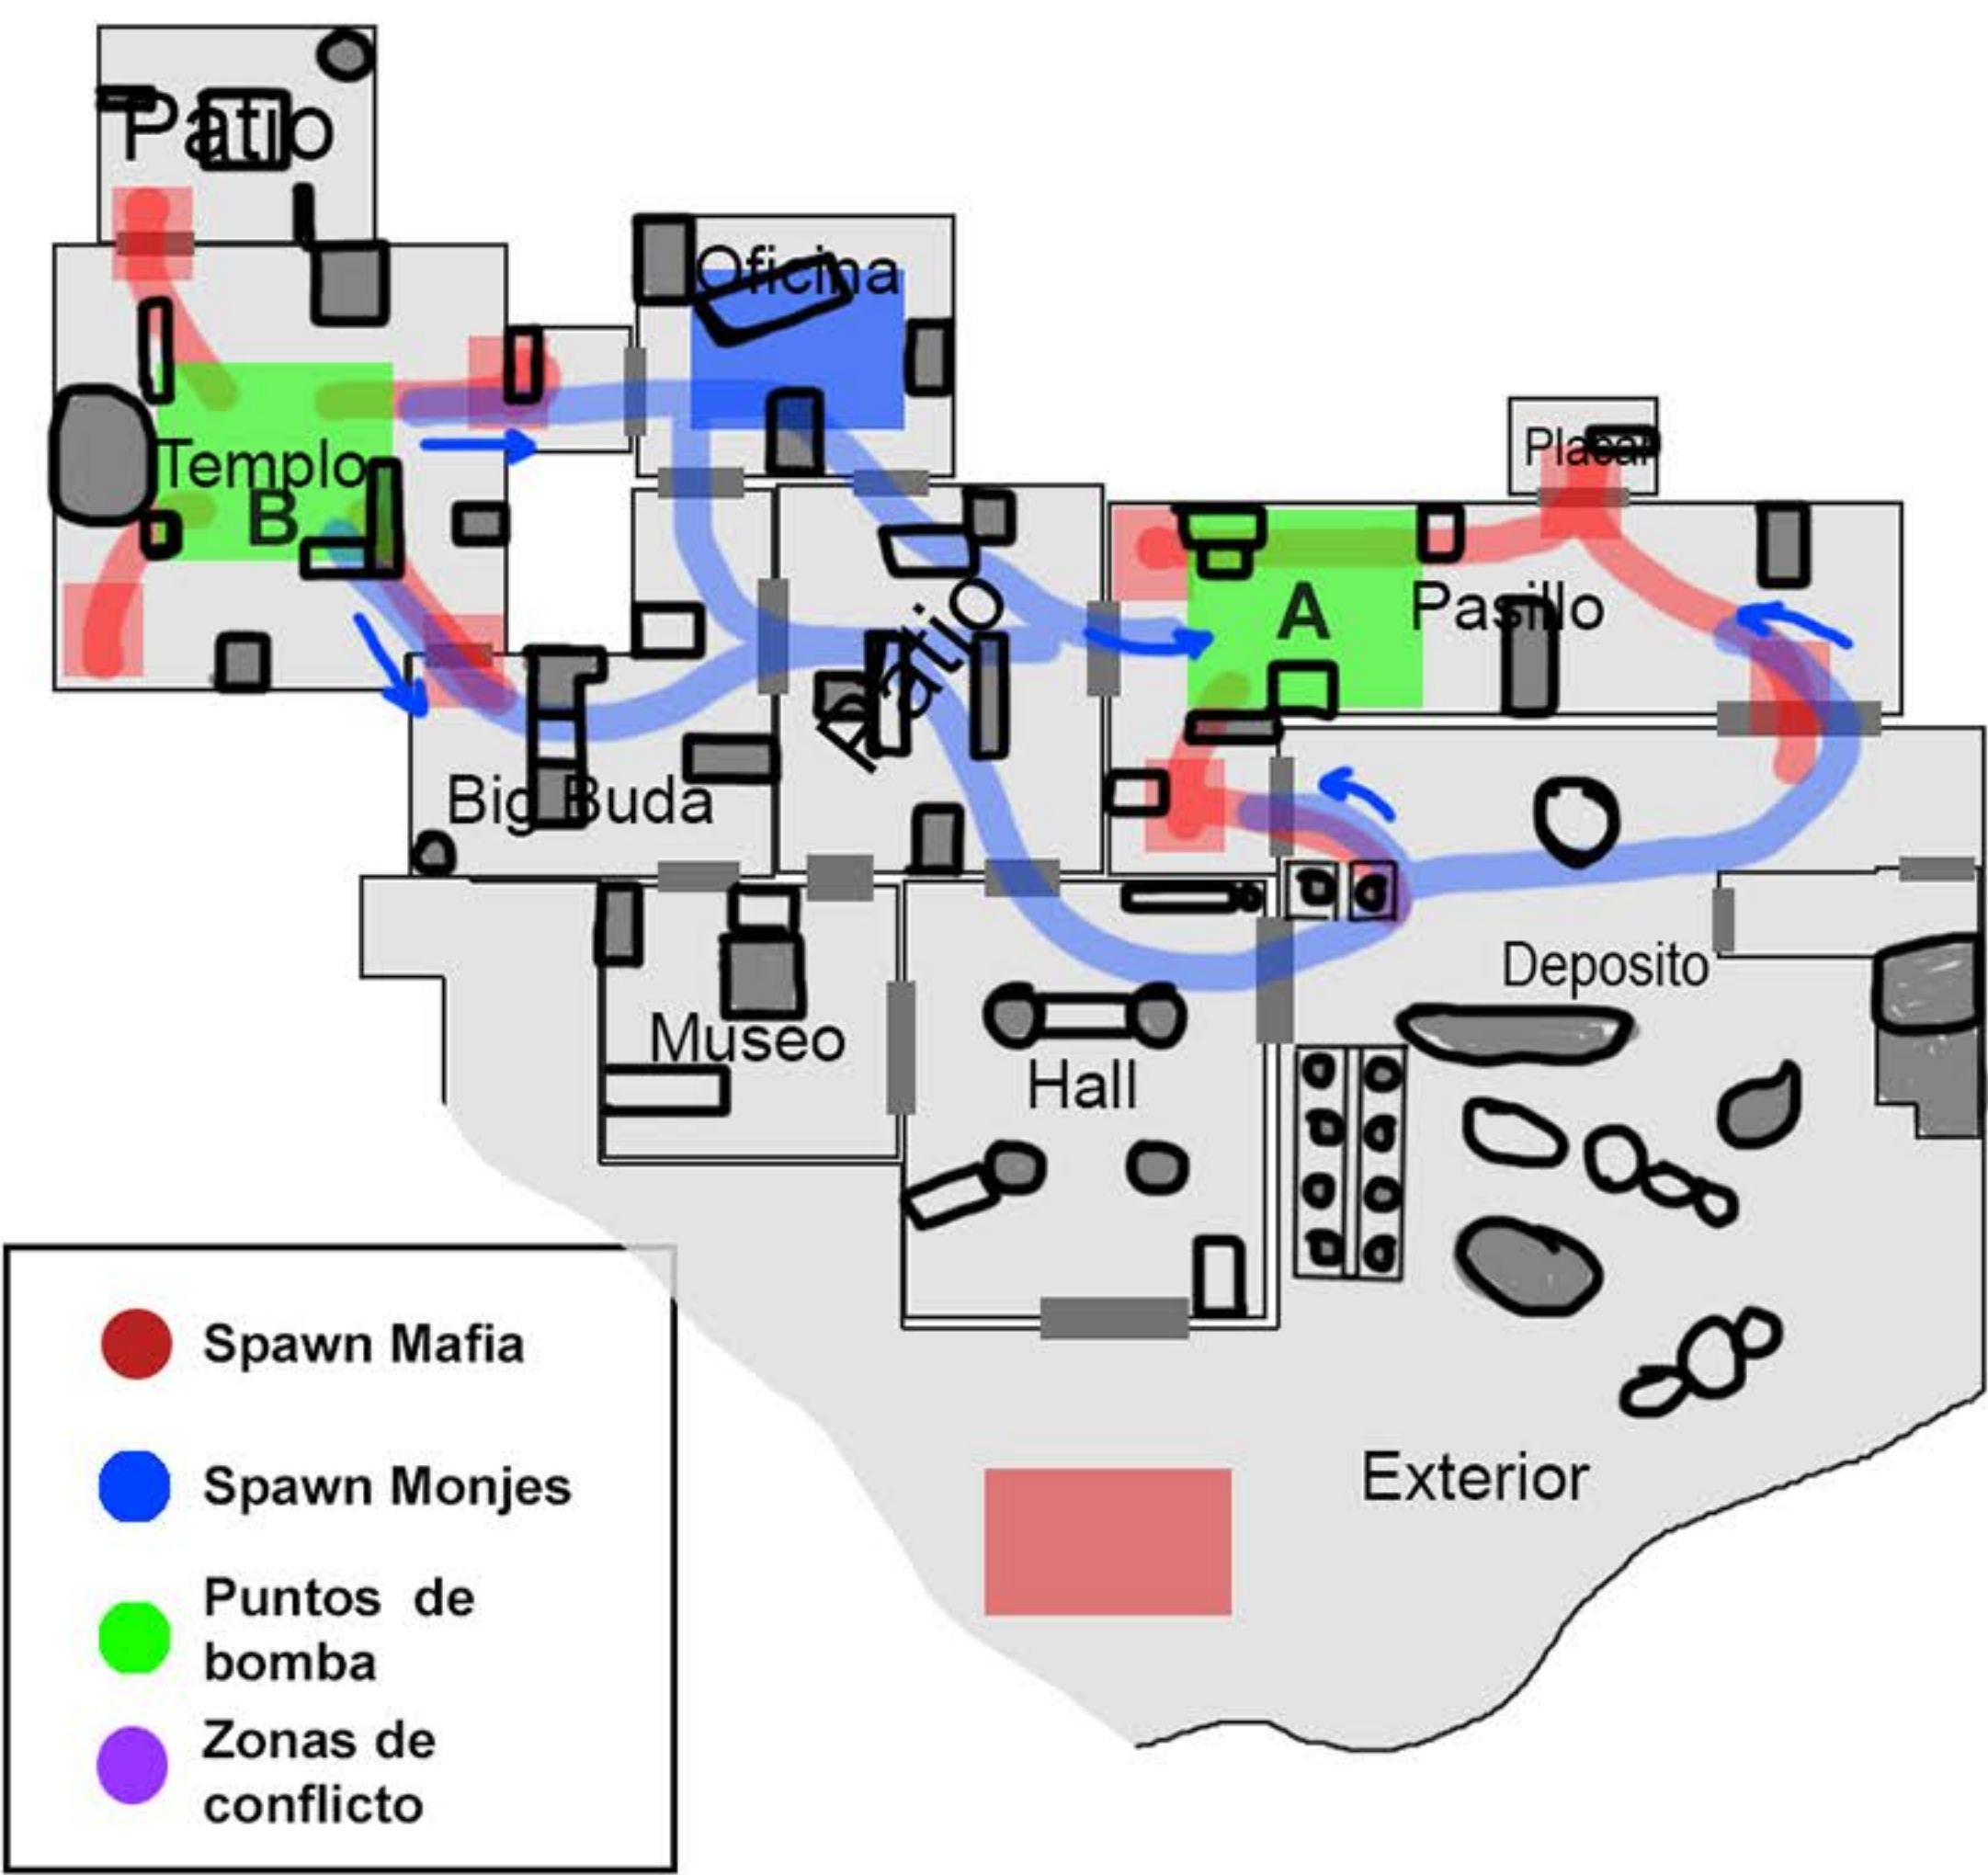 Patio
Oficina
Templo
B
Placar
A
Pasillo
Patio
Big Buda
Deposito
Museo
Hall
Exterior
Spawn Mafia
Spawn Monjes
Puntos de
bomba
Zonas de
conflicto